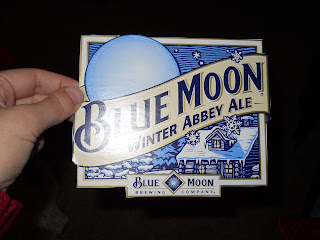 BLUE MOON
WINTER ABBEY ALE
BLUE MOON
BREWING COMPANY